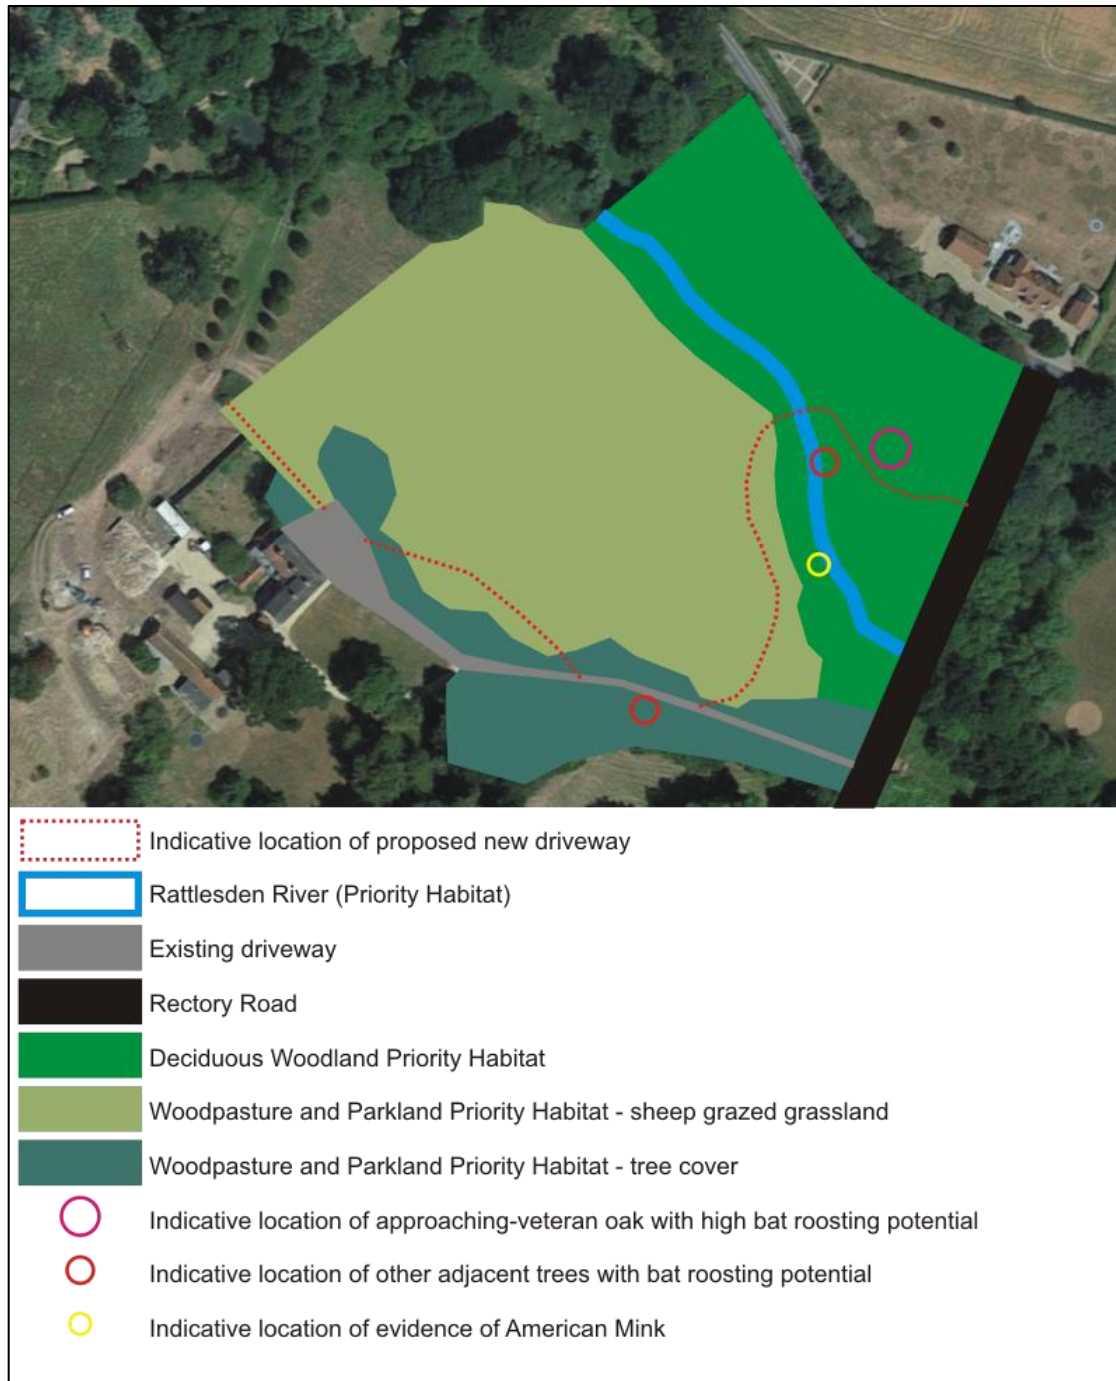 Indicative location of proposed new driveway
Rattlesden River (Priority Habitat)
Existing driveway
Rectory Road
Deciduous Woodland Priority Habitat
Woodpasture and Parkland Priority Habitat - sheep grazed grassland
Woodpasture and Parkland Priority Habitat - tree cover
Indicative location of approaching-veteran oak with high bat roosting potential
Indicative location of other adjacent trees with bat roosting potential
Indicative location of evidence of American Mink